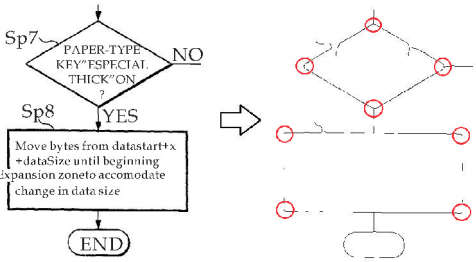 Sp7
PAPER-TYPE
KEY"ESPECIAL
THICK"ON
?
NO
YES
Sp8
Move bytes from datastart+x
+dataSize until beginning
Expansion zoneto accomodate
change in data size
END